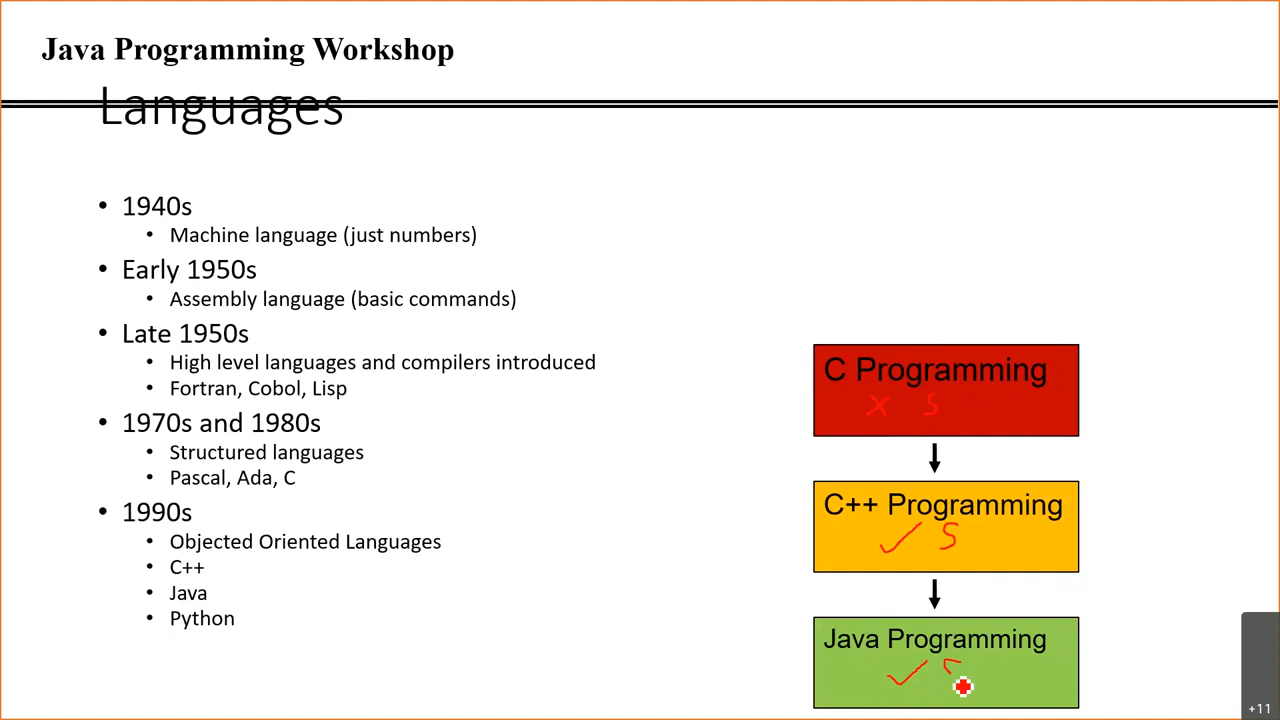 Java Programming Workshop
Languages
• 1940s
• Machine language (just numbers)
• Early 1950s
• Assembly language (basic commands)
• Late 1950s
• High level languages and compilers introduced
• Fortran, Cobol, Lisp
• 1970s and 1980s
• Structured languages
• Pascal, Ada, C
• 1990s
• Objected Oriented Languages
• C++
• Java
• Python
C Programming
✗ S
C++ Programming
✓ S
Java Programming
✓
+11